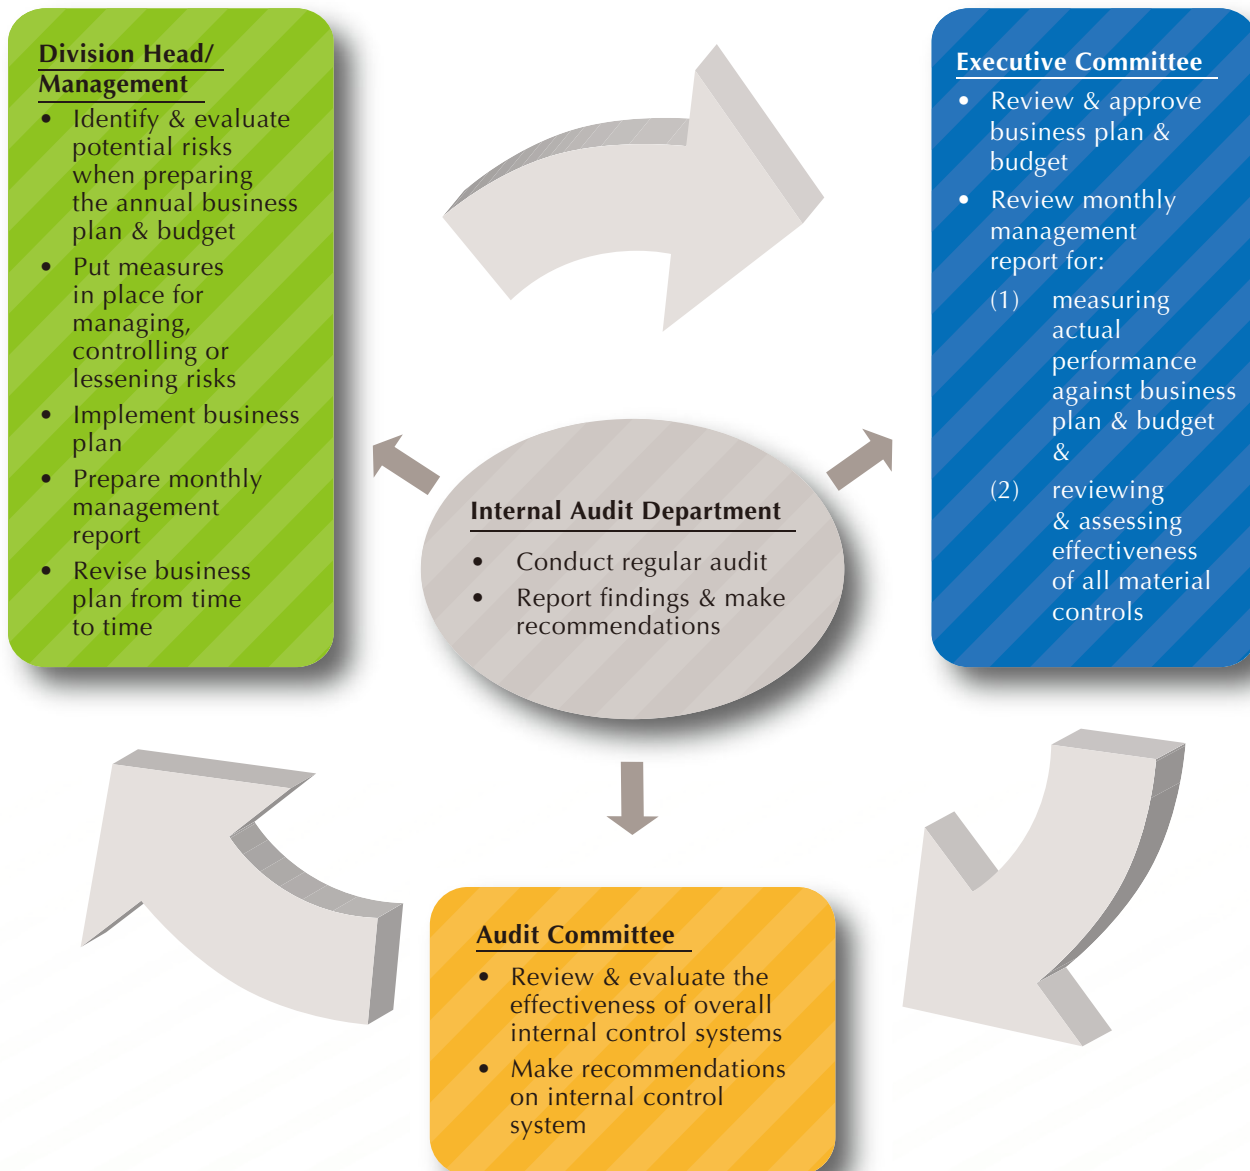 Division Head/
Management
• Identify & evaluate
potential risks
when preparing
the annual business
plan & budget
• Put measures
in place for
managing,
controlling or
lessening risks
• Implement business
plan
• Prepare monthly
management
report
• Revise business
plan from time
to time
Executive Committee
• Review & approve
business plan &
budget
• Review monthly
management
report for:
(1) measuring
actual
performance
against business
plan & budget
&
(2) reviewing
& assessing
effectiveness
of all material
controls
Internal Audit Department
• Conduct regular audit
• Report findings & make
recommendations
Audit Committee
• Review & evaluate the
effectiveness of overall
internal control systems
• Make recommendations
on internal control
system